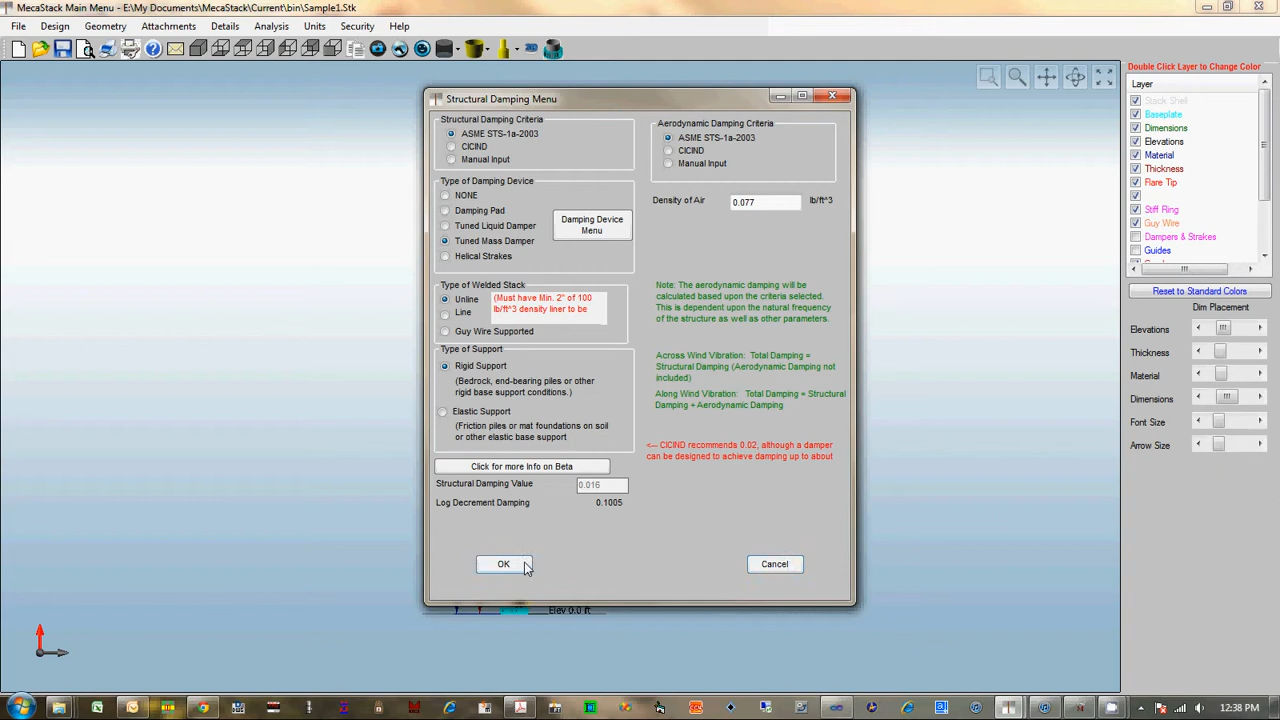 MecaStack Main Menu - E:\My Documents\MecaStack\Current\bin\Sample1.Stk
File Design Geometry Attachments Details Analysis Units Security Help
Double Click Layer to Change Color
Layer
Stack Shell
Baseplate
Dimensions
Elevations
Material
Thickness
Flare Tip
Stiff Ring
Guy Wire
Dampers & Strakes
Guides
Reset to Standard Colors
Dim Placement
Elevations
Thickness
Material
Dimensions
Font Size
Arrow Size
Structural Damping Menu
Structural Damping Criteria
ASME STS-1a-2003
CICIND
Manual Input
Type of Damping Device
NONE
Damping Pad
Tuned Liquid Damper
Tuned Mass Damper
Helical Strakes
Damping Device
Menu
Type of Welded Stack
Unline
Line
(Must have Min. 2" of 100
lb/ft^3 density liner to be
Guy Wire Supported
Type of Support
Rigid Support
(Bedrock, end-bearing piles or other
rigid base support conditions.)
Elastic Support
(Friction piles or mat foundations on soil
or other elastic base support
Click for more Info on Beta
Structural Damping Value 0.016
Log Decrement Damping 0.1005
OK
Aerodynamic Damping Criteria
ASME STS-1a-2003
CICIND
Manual Input
Density of Air 0.077 lb/ft^3
Note: The aerodynamic damping will be
calculated based upon the criteria selected.
This is dependent upon the natural frequency
of the structure as well as other parameters.
Across Wind Vibration: Total Damping =
Structural Damping (Aerodynamic Damping not
included)
Along Wind Vibration: Total Damping = Structural
Damping + Aerodynamic Damping
<-- CICIND recommends 0.02, although a damper
can be designed to achieve damping up to about
Cancel
Elev 0.0 ft
12:38 PM